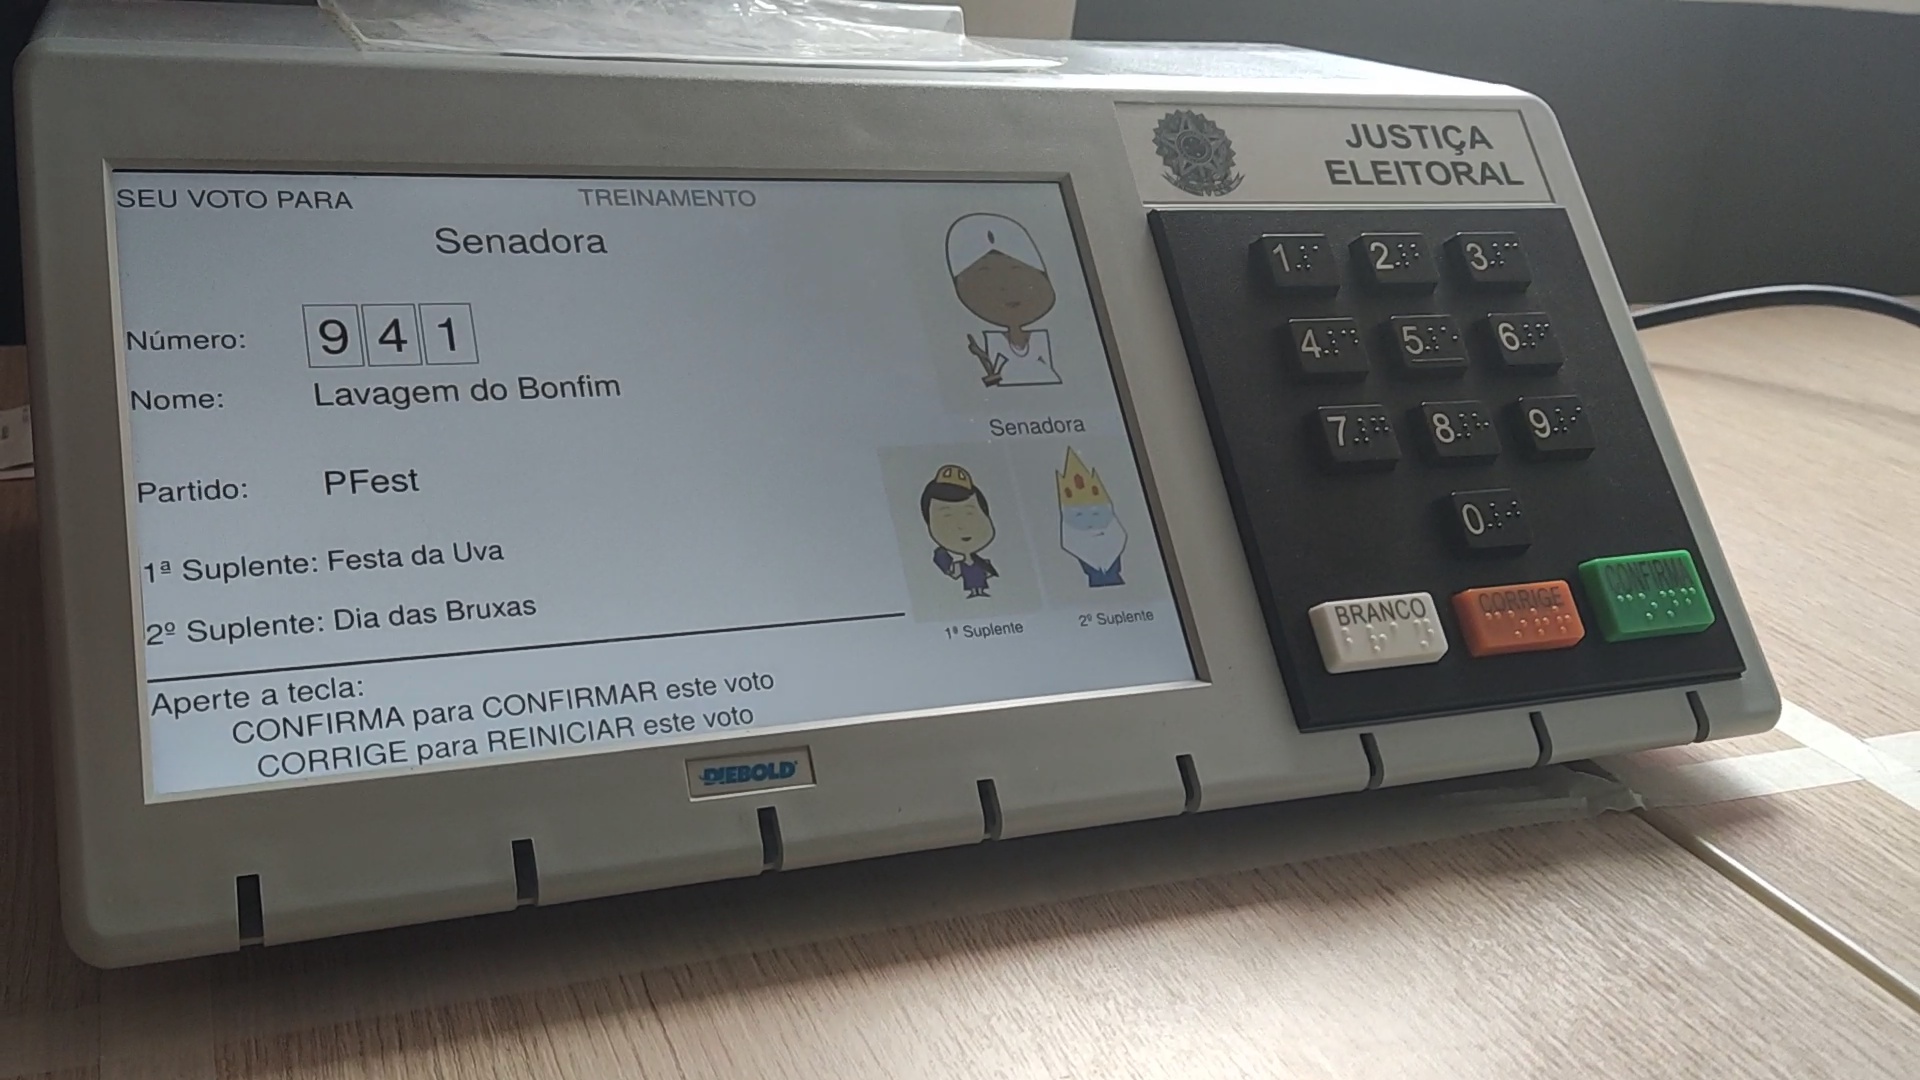 SEU VOTO PARA
TREINAMENTO
Senadora
Número: 9 4 1
Nome: Lavagem do Bonfim
Partido: PFest
1ª Suplente: Festa da Uva
2º Suplente: Dia das Bruxas
Senadora
1ª Suplente
2º Suplente
Aperte a tecla:
CONFIRMA para CONFIRMAR este voto
CORRIGE para REINICIAR este voto
DIEBOLD
JUSTIÇA
ELEITORAL
1 2 3
4 5 6
7 8 9
0
BRANCO CORRIGE CONFIRMA